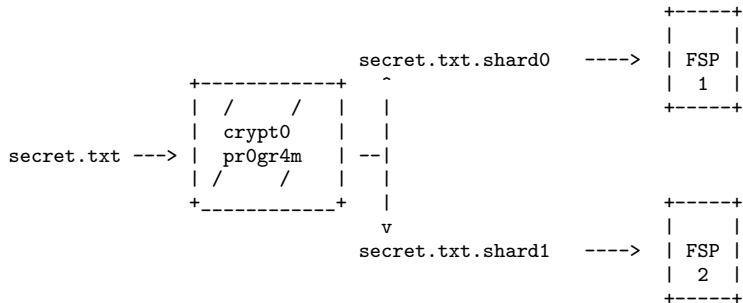 secret.txt.shard0 ----> | FSP |
| 1 |
crypt0
secret.txt ---> | pr0gr4m | --|
v
secret.txt.shard1 ----> | FSP |
| 2 |